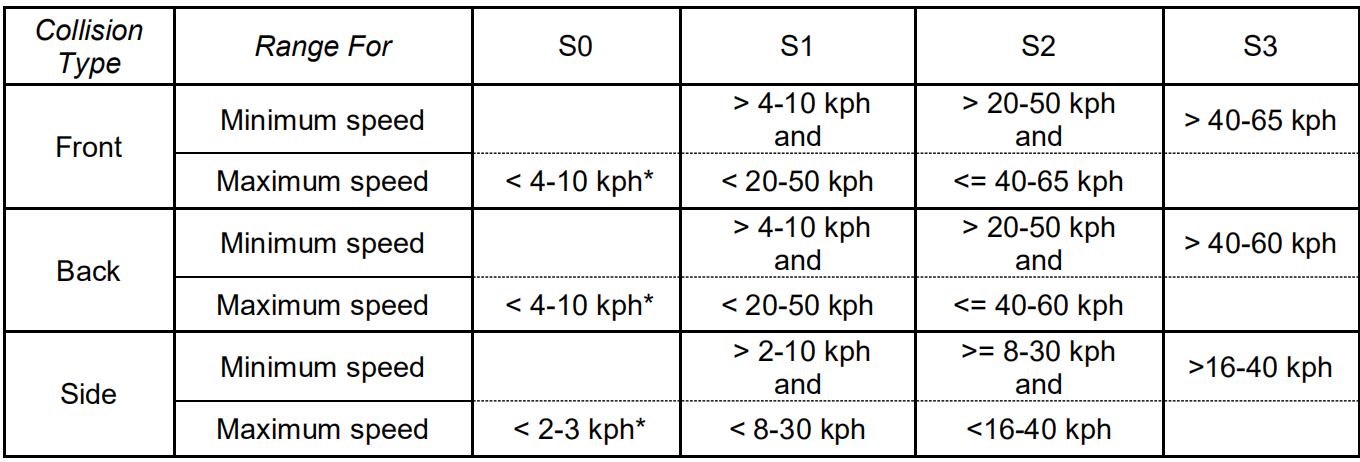 Collision
Type
Range For
S0
S1
S2
S3
Front
Minimum speed
> 4-10 kph
and
> 20-50 kph
and
> 40-65 kph
Maximum speed
< 4-10 kph*
< 20-50 kph
<= 40-65 kph
Back
Minimum speed
> 4-10 kph
and
> 20-50 kph
and
> 40-60 kph
Maximum speed
< 4-10 kph*
< 20-50 kph
<= 40-60 kph
Side
Minimum speed
> 2-10 kph
and
>= 8-30 kph
and
>16-40 kph
Maximum speed
< 2-3 kph*
< 8-30 kph
<16-40 kph